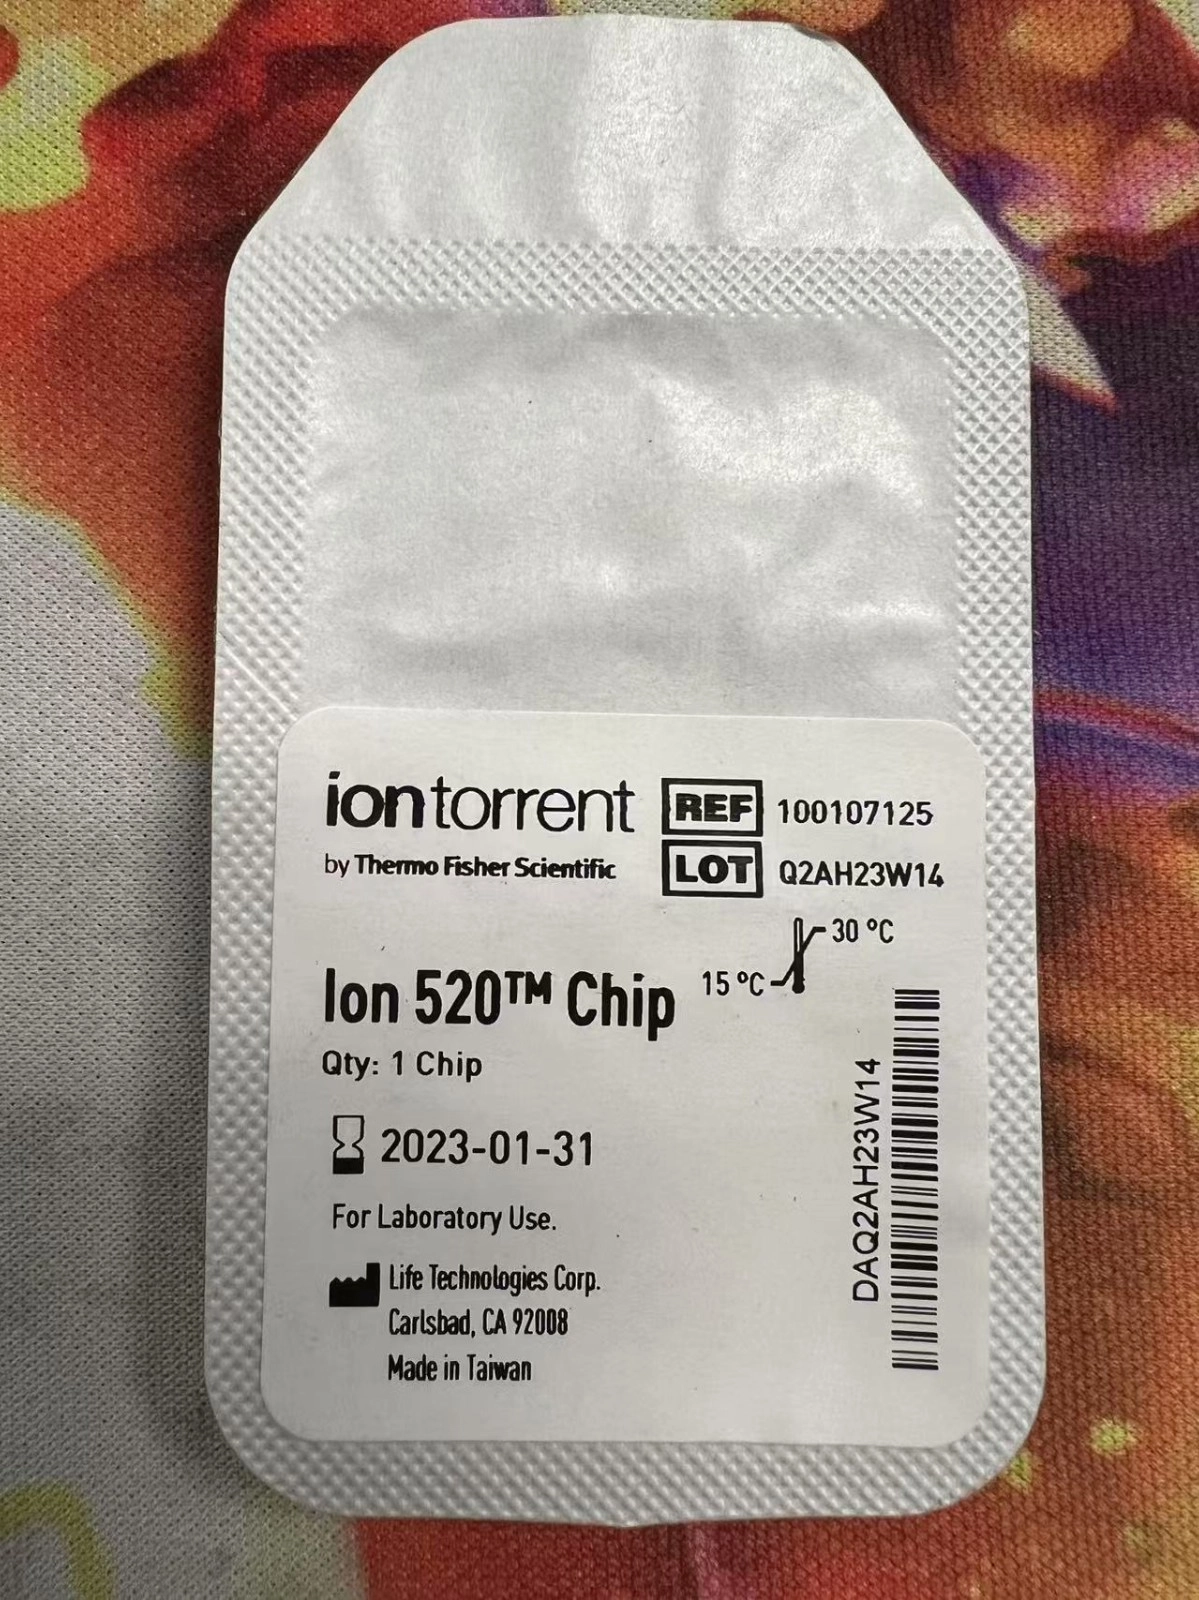 iontorrent
by Thermo Fisher Scientific
REF 100107125
LOT Q2AH23W14
30 °C
15 °C
Ion 520™ Chip
Qty: 1 Chip
2023-01-31
For Laboratory Use.
Life Technologies Corp.
Carlsbad, CA 92008
Made in Taiwan
DAQ2AH23W14